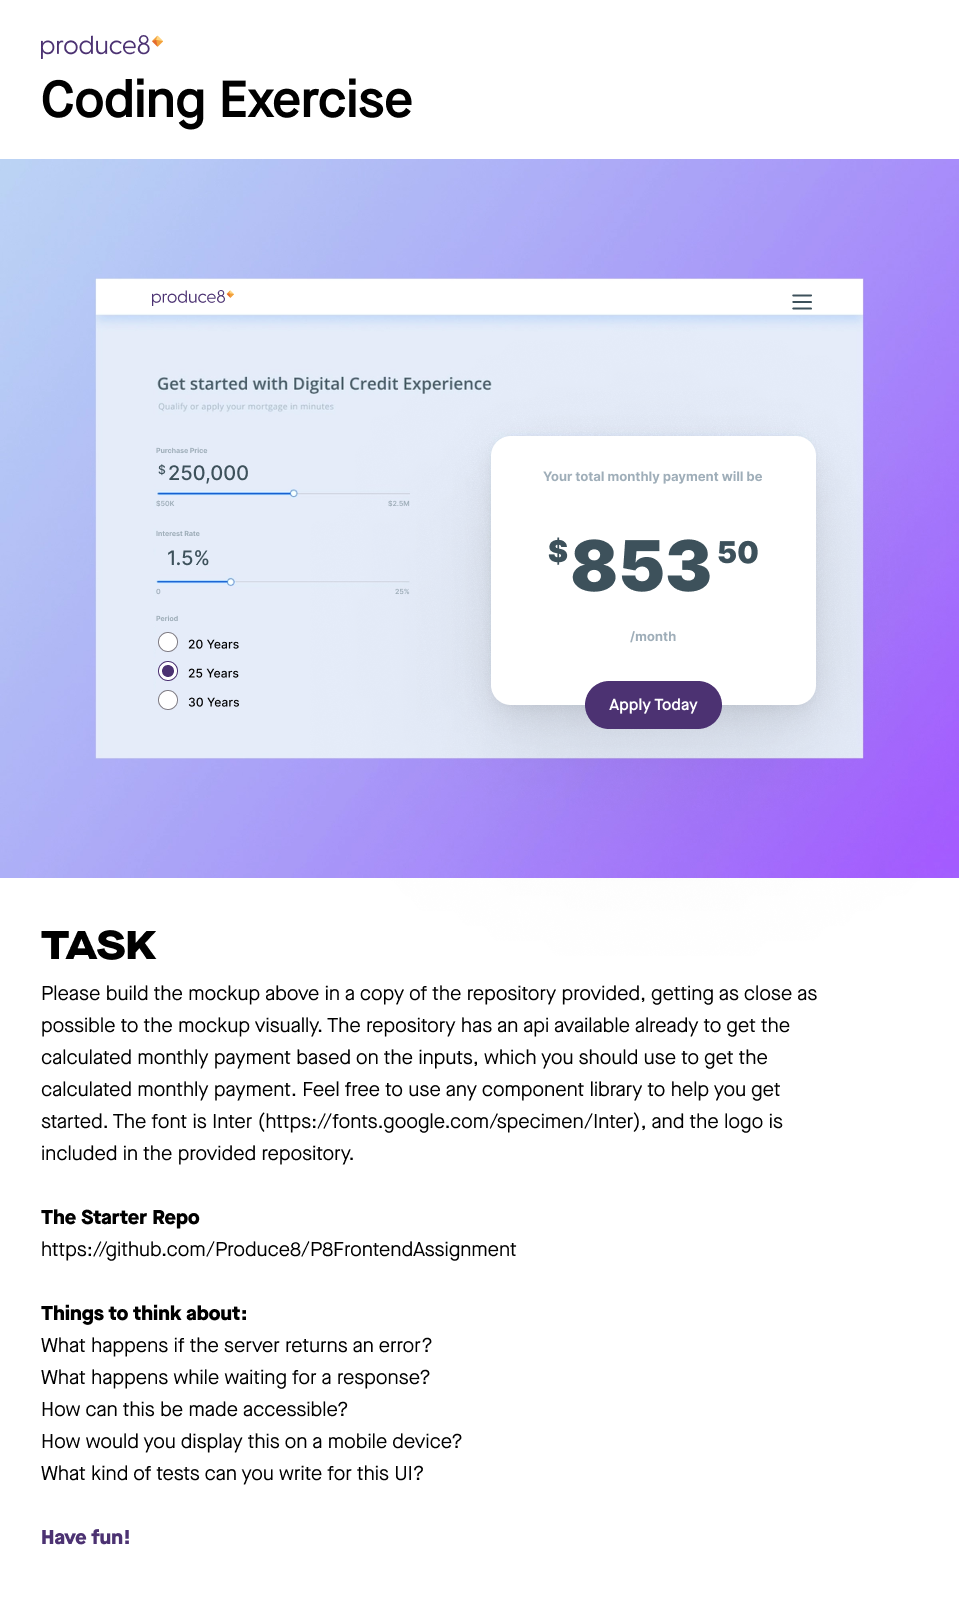 produce8
Coding Exercise
produce8
Get started with Digital Credit Experience
Qualify or apply your mortgage in minutes
Purchase Price
$250,000
$50K $2.5M
Interest Rate
1.5%
0 25%
Period
20 Years
25 Years
30 Years
Your total monthly payment will be
$853 50
/month
Apply Today
TASK
Please build the mockup above in a copy of the repository provided, getting as close as
possible to the mockup visually. The repository has an api available already to get the
calculated monthly payment based on the inputs, which you should use to get the
calculated monthly payment. Feel free to use any component library to help you get
started. The font is Inter (https://fonts.google.com/specimen/Inter), and the logo is
included in the provided repository.
The Starter Repo
https://github.com/Produce8/P8FrontendAssignment
Things to think about:
What happens if the server returns an error?
What happens while waiting for a response?
How can this be made accessible?
How would you display this on a mobile device?
What kind of tests can you write for this UI?
Have fun!